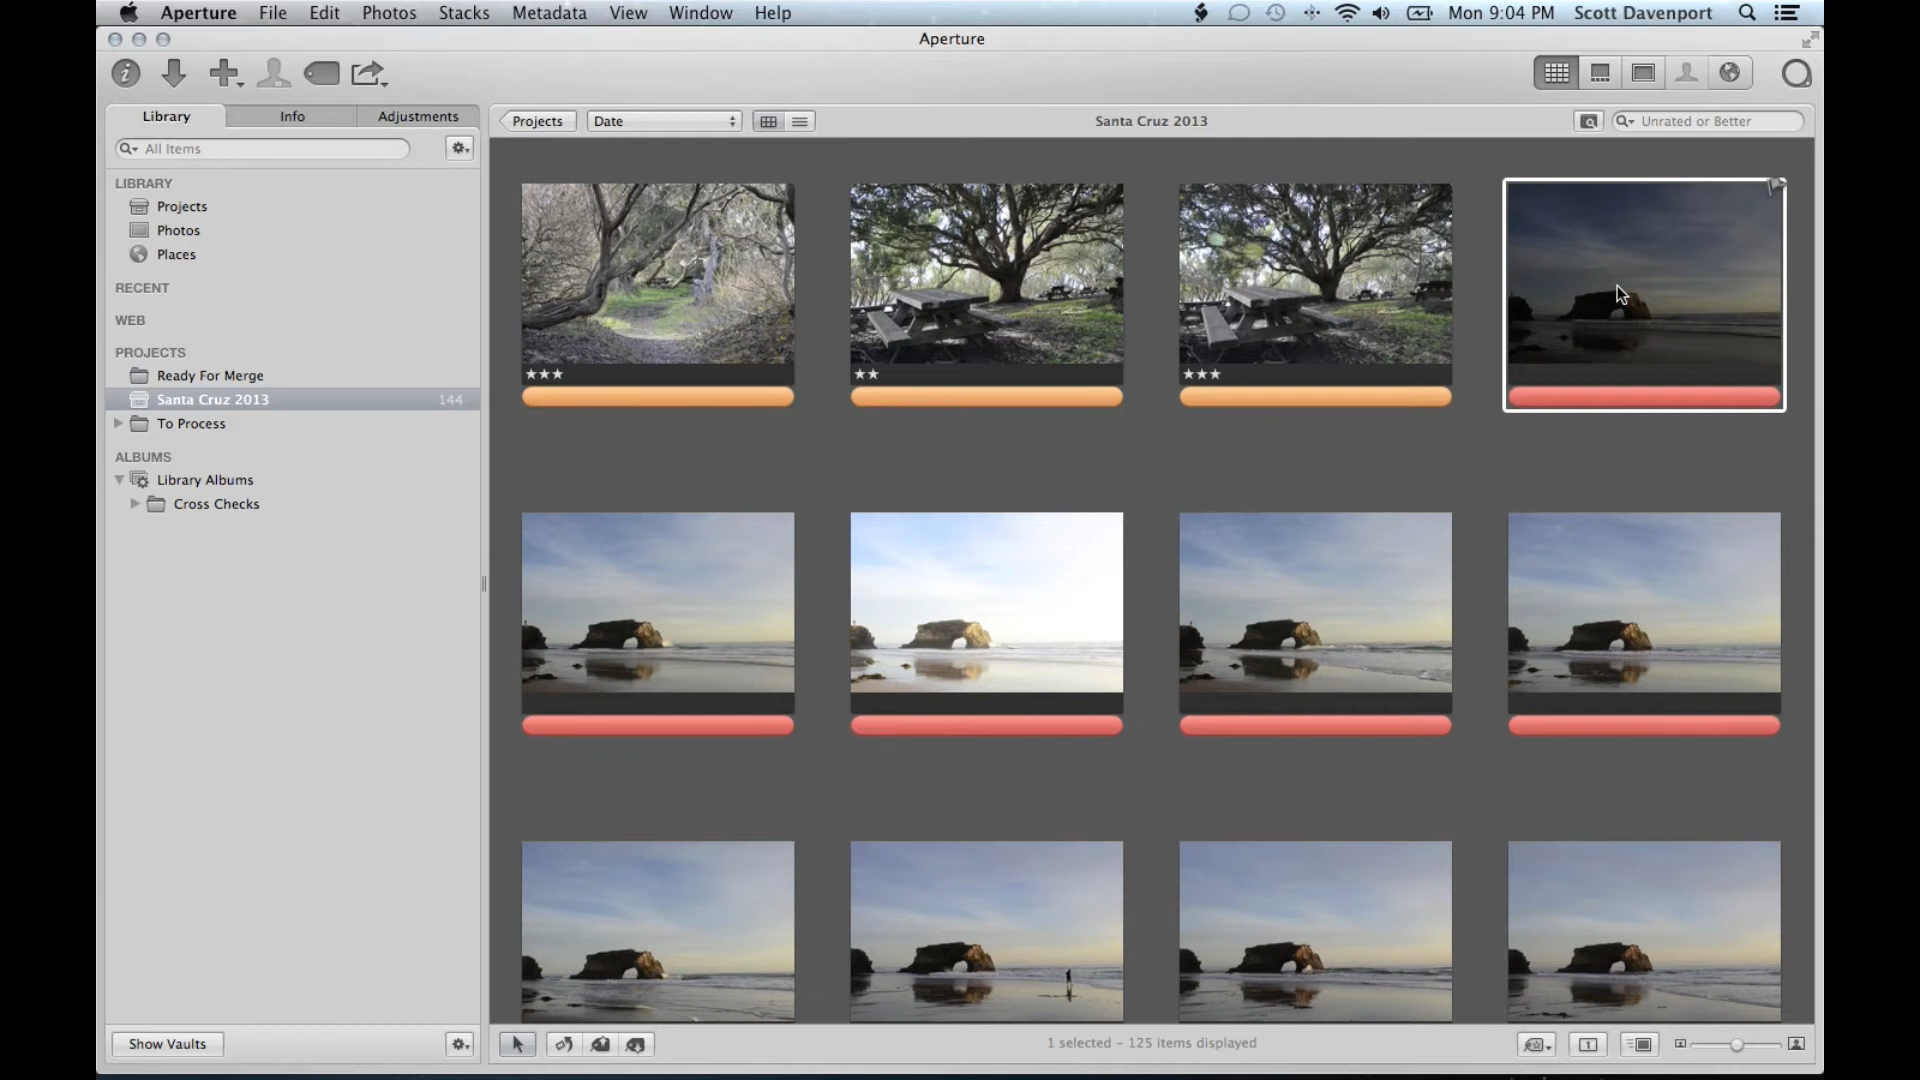 Aperture File Edit Photos Stacks Metadata View Window Help Mon 9:04 PM Scott Davenport
Aperture
Library Info Adjustments
Projects Date Santa Cruz 2013 Unrated or Better
All Items
LIBRARY
Projects
Photos
Places
RECENT
WEB
PROJECTS
Ready For Merge
Santa Cruz 2013 144
To Process
ALBUMS
Library Albums
Cross Checks
Show Vaults
1 selected – 125 items displayed
1